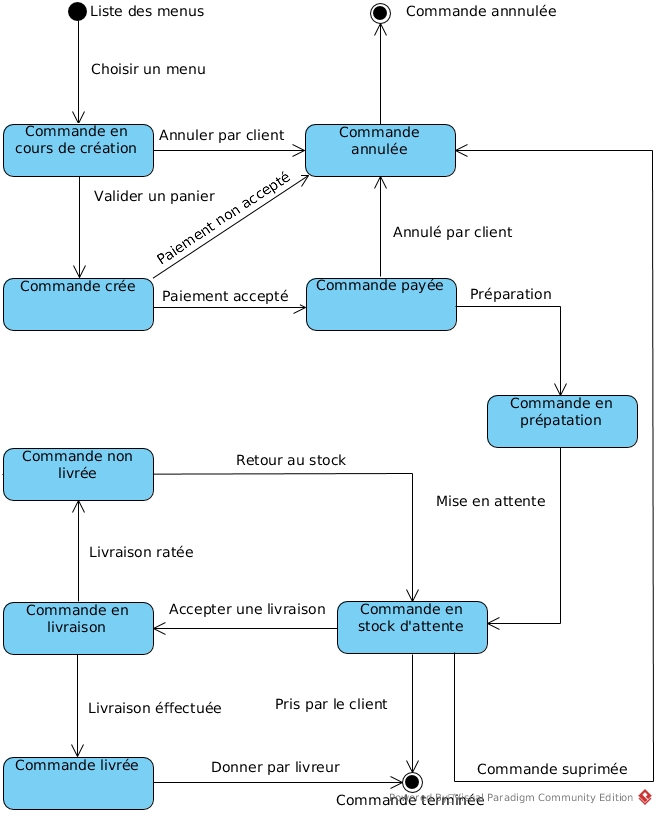 Liste des menus
Commande annnulée
Choisir un menu
Commande en
cours de création
Annuler par client
Commande
annulée
Valider un panier
Paiement non accepté
Annulé par client
Commande crée
Paiement accepté
Commande payée
Préparation
Commande en
prépatation
Commande non
livrée
Retour au stock
Mise en attente
Livraison ratée
Commande en
livraison
Accepter une livraison
Commande en
stock d'attente
Livraison éffectuée
Pris par le client
Commande livrée
Donner par livreur
Commande suprimée
Commande terminée
Powered By Visual Paradigm Community Edition